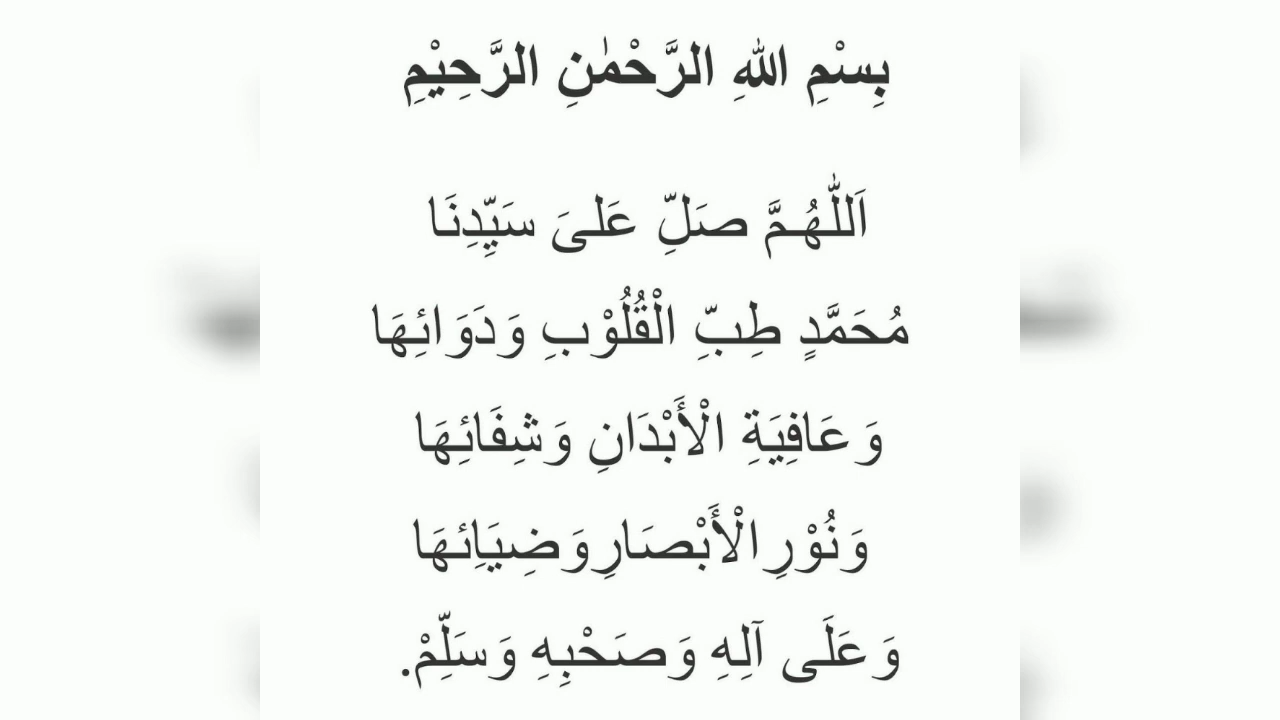 بِسْمِ اللهِ الرَّحْمٰنِ الرَّحِيْمِ
اَللّٰهُمَّ صَلِّ عَلىَ سَيِّدِنَا
مُحَمَّدٍ طِبِّ الْقُلُوْبِ وَدَوَائِهَا
وَعَافِيَةِ الْأَبْدَانِ وَشِفَائِهَا
وَنُوْرِ الْأَبْصَارِ وَضِيَائِهَا
وَعَلَى آلِهِ وَصَحْبِهِ وَسَلِّمْ.